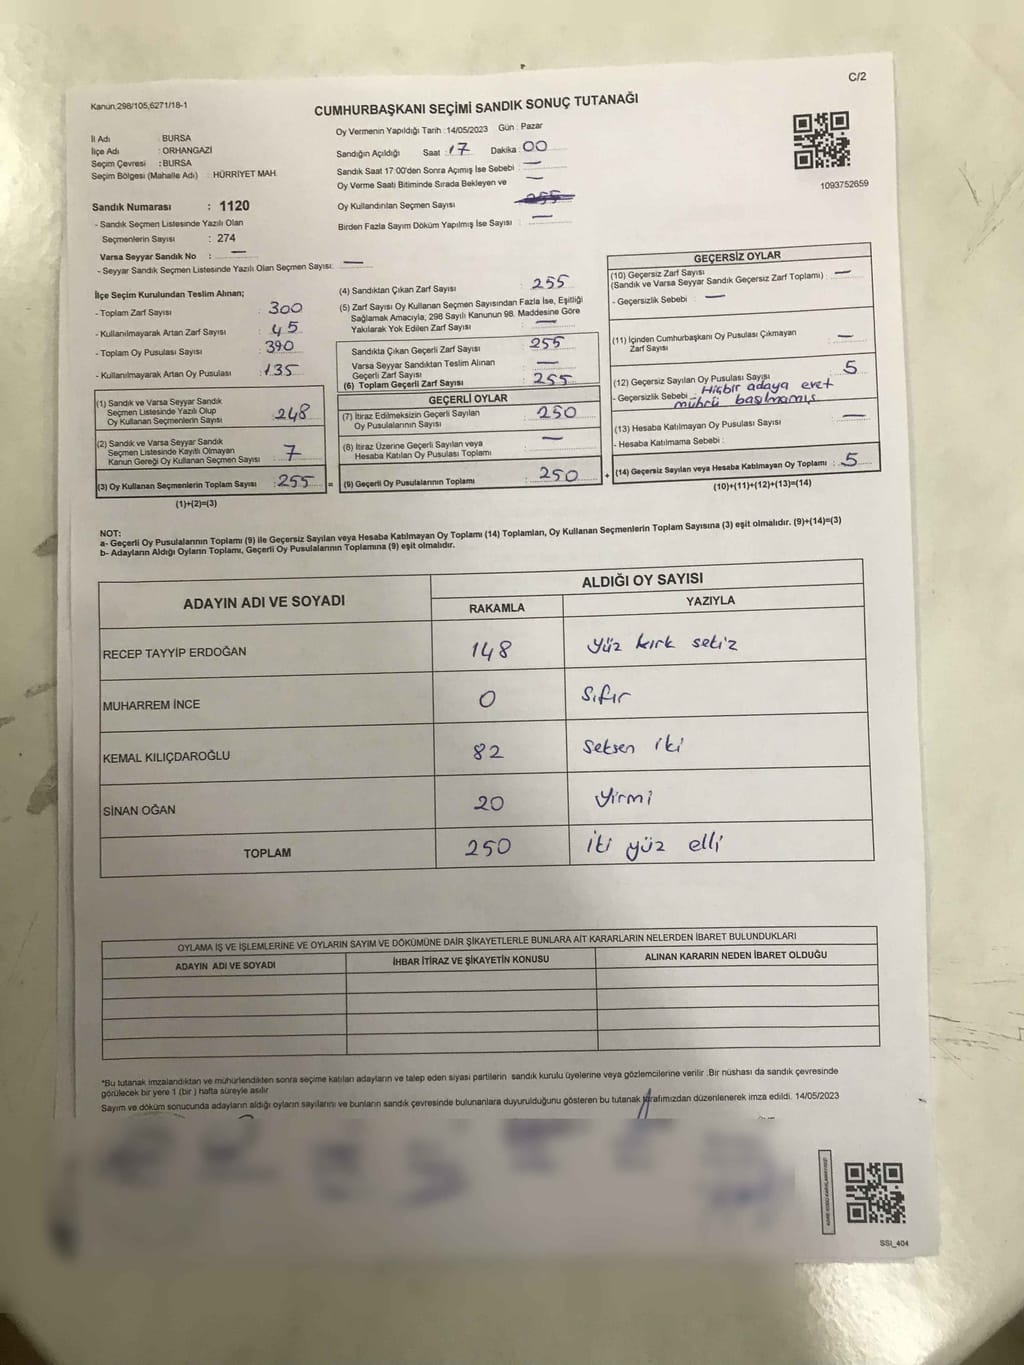 C/2
Kanun;298/105,6271/18-1
CUMHURBAŞKANI SEÇİMİ SANDIK SONUÇ TUTANAĞI
İl Adı : BURSA
İlçe Adı : ORHANGAZİ
Seçim Çevresi : BURSA
Seçim Bölgesi (Mahalle Adı) : HÜRRİYET MAH.
Oy Vermenin Yapıldığı Tarih : 14/05/2023 Gün : Pazar
Sandığın Açıldığı Saat : 17 Dakika : 00
Sandık Saat 17:00'den Sonra Açımış İse Sebebi : —
Oy Verme Saati Bitiminde Sırada Bekleyen ve —
Oy Kullandırılan Seçmen Sayısı
Birden Fazla Sayım Döküm Yapılmış İse Sayısı : —
1093752659
Sandık Numarası : 1120
- Sandık Seçmen Listesinde Yazılı Olan
Seçmenlerin Sayısı : 274
Varsa Seyyar Sandık No : —
- Seyyar Sandık Seçmen Listesinde Yazılı Olan Seçmen Sayısı: —
İlçe Seçim Kurulundan Teslim Alınan;
- Toplam Zarf Sayısı : 300
- Kullanılmayarak Artan Zarf Sayısı : 45
- Toplam Oy Pusulası Sayısı : 390
- Kullanılmayarak Artan Oy Pusulası : 135
(1) Sandık ve Varsa Seyyar Sandık
Seçmen Listesinde Yazılı Olup
Oy Kullanan Seçmenlerin Sayısı : 248
(2) Sandık ve Varsa Seyyar Sandık
Seçmen Listesinde Kayıtlı Olmayan
Kanun Gereği Oy Kullanan Seçmen Sayısı : 7
(3) Oy Kullanan Seçmenlerin Toplam Sayısı : 255 =
(1)+(2)=(3)
(4) Sandıktan Çıkan Zarf Sayısı : 255
(5) Zarf Sayısı Oy Kullanan Seçmen Sayısından Fazla İse, Eşitliği
Sağlamak Amacıyla, 298 Sayılı Kanunun 98. Maddesine Göre
Yakılarak Yok Edilen Zarf Sayısı : —
Sandıkta Çıkan Geçerli Zarf Sayısı : 255
Varsa Seyyar Sandıktan Teslim Alınan
Geçerli Zarf Sayısı : —
(6) Toplam Geçerli Zarf Sayısı : 255
GEÇERLİ OYLAR
(7) İtiraz Edilmeksizin Geçerli Sayılan
Oy Pusulasının Sayısı : 250
(8) İtiraz Üzerine Geçerli Sayılan veya
Hesaba Katılan Oy Pusulası Toplamı : —
(9) Geçerli Oy Pusulalarının Toplamı : 250 +
GEÇERSİZ OYLAR
(10) Geçersiz Zarf Sayısı
(Sandık ve Varsa Seyyar Sandık Geçersiz Zarf Toplamı) : —
- Geçersizlik Sebebi : —
(11) İçinden Cumhurbaşkanı Oy Pusulası Çıkmayan
Zarf Sayısı : —
(12) Geçersiz Sayılan Oy Pusulası Sayısı : 5
- Geçersizlik Sebebi : Hiçbir adaya evet
mührü basılmamış
(13) Hesaba Katılmayan Oy Pusulası Sayısı : —
- Hesaba Katılmama Sebebi :
(14) Geçersiz Sayılan veya Hesaba Katılmayan Oy Toplamı : 5
(10)+(11)+(12)+(13)=(14)
NOT:
a- Geçerli Oy Pusulalarının Toplamı (9) ile Geçersiz Sayılan veya Hesaba Katılmayan Oy Toplamı (14) Toplamları, Oy Kullanan Seçmenlerin Toplam Sayısına (3) eşit olmalıdır. (9)+(14)=(3)
b- Adayların Aldığı Oyların Toplamı, Geçerli Oy Pusulalarının Toplamına (9) eşit olmalıdır.
ADAYIN ADI VE SOYADI
ALDIĞI OY SAYISI
RAKAMLA YAZIYLA
RECEP TAYYİP ERDOĞAN 148 Yüz kırk sekiz
MUHARREM İNCE 0 Sıfır
KEMAL KILIÇDAROĞLU 82 Seksen iki
SİNAN OĞAN 20 Yirmi
TOPLAM 250 İki yüz elli
OYLAMA İŞ VE İŞLEMLERİNE VE OYLARIN SAYIM VE DÖKÜMÜNE DAİR ŞİKAYETLERLE BUNLARA AİT KARARLARIN NELERDEN İBARET BULUNDUKLARI
ADAYIN ADI VE SOYADI İHBAR İTİRAZ VE ŞİKAYETİN KONUSU ALINAN KARARIN NEDEN İBARET OLDUĞU
*Bu tutanak imzalandıktan ve mühürlendikten sonra seçime katılan adayların ve talep eden siyasi partilerin sandık kurulu üyelerine veya gözlemcilerine verilir .Bir nüshası da sandık çevresinde
görülecek bir yere 1 (bir ) hafta süreyle asılır
Sayım ve döküm sonucunda adayların aldığı oyların sayılarını ve bunların sandık çevresinde bulunanlara duyurulduğunu gösteren bu tutanak tarafımızdan düzenlenerek imza edildi. 14/05/2023
SSI_404